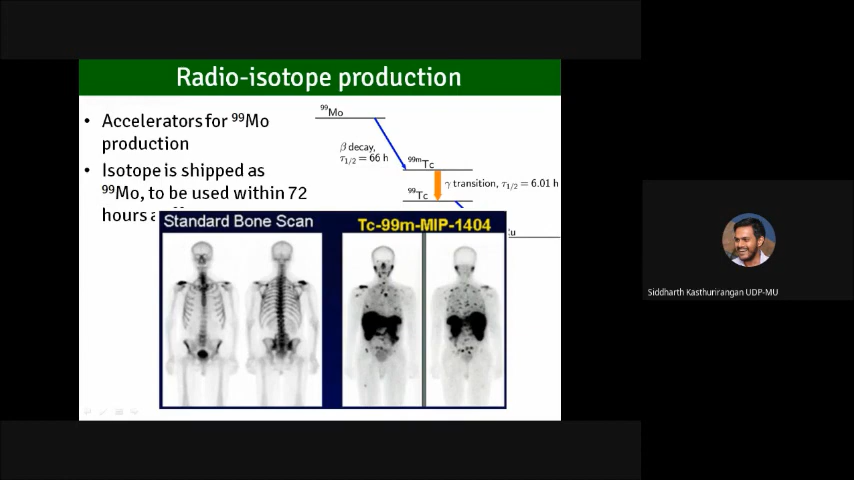 Radio-isotope production
• Accelerators for ⁹⁹Mo
production
• Isotope is shipped as
⁹⁹Mo, to be used within 72
hours
⁹⁹Mo
β decay,
τ₁/₂ = 66 h
⁹⁹ᵐTc
γ transition, τ₁/₂ = 6.01 h
⁹⁹Tc
Standard Bone Scan
Tc-99m-MIP-1404
Siddharth Kasthurirangan UDP-MU